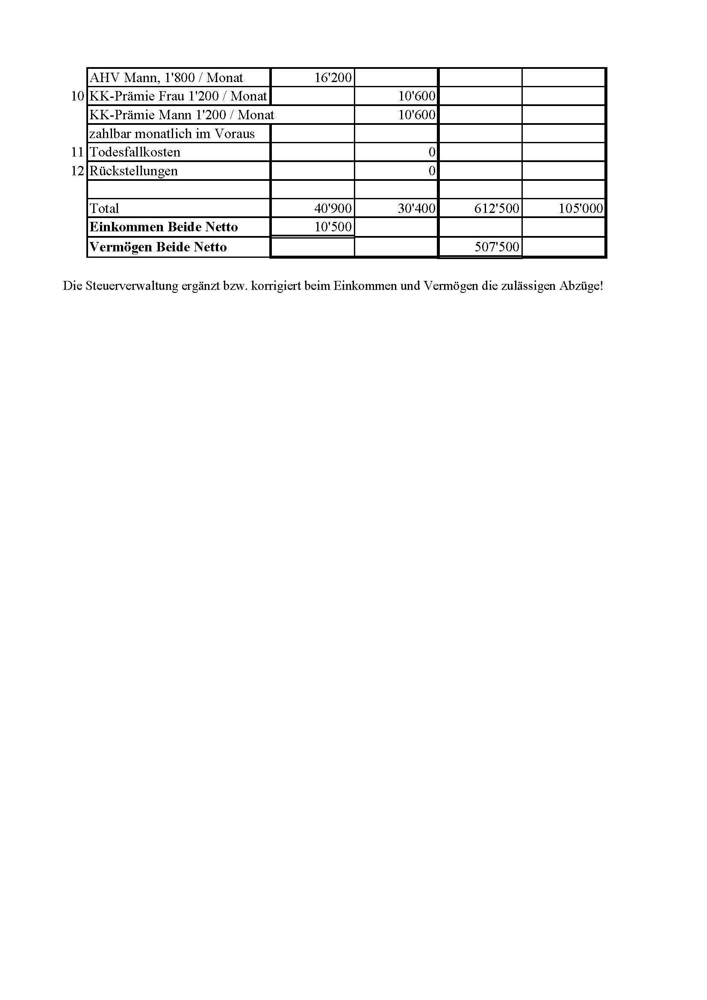 AHV Mann, 1'800 / Monat 16'200
10 KK-Prämie Frau 1'200 / Monat 10'600
KK-Prämie Mann 1'200 / Monat 10'600
zahlbar monatlich im Voraus
11 Todesfallkosten 0
12 Rückstellungen 0
Total 40'900 30'400 612'500 105'000
Einkommen Beide Netto 10'500
Vermögen Beide Netto 507'500
Die Steuerverwaltung ergänzt bzw. korrigiert beim Einkommen und Vermögen die zulässigen Abzüge!